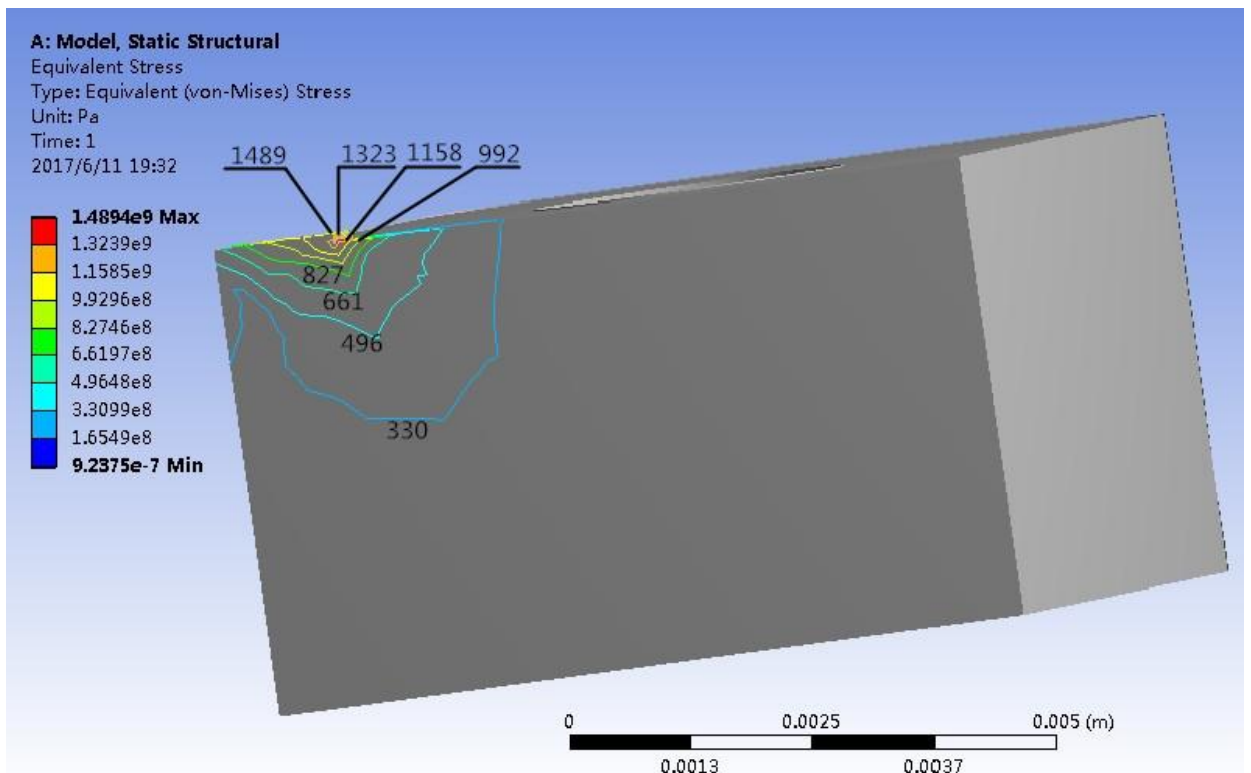 A: Model, Static Structural
Equivalent Stress
Type: Equivalent (von-Mises) Stress
Unit: Pa
Time: 1
2017/6/11 19:32
1489
1323
1158
992
1.4894e9 Max
1.3239e9
1.1585e9
9.9296e8
8.2746e8
6.6197e8
4.9648e8
3.3099e8
1.6549e8
9.2375e-7 Min
827
661
496
330
0
0.0025
0.005 (m)
0.0013
0.0037